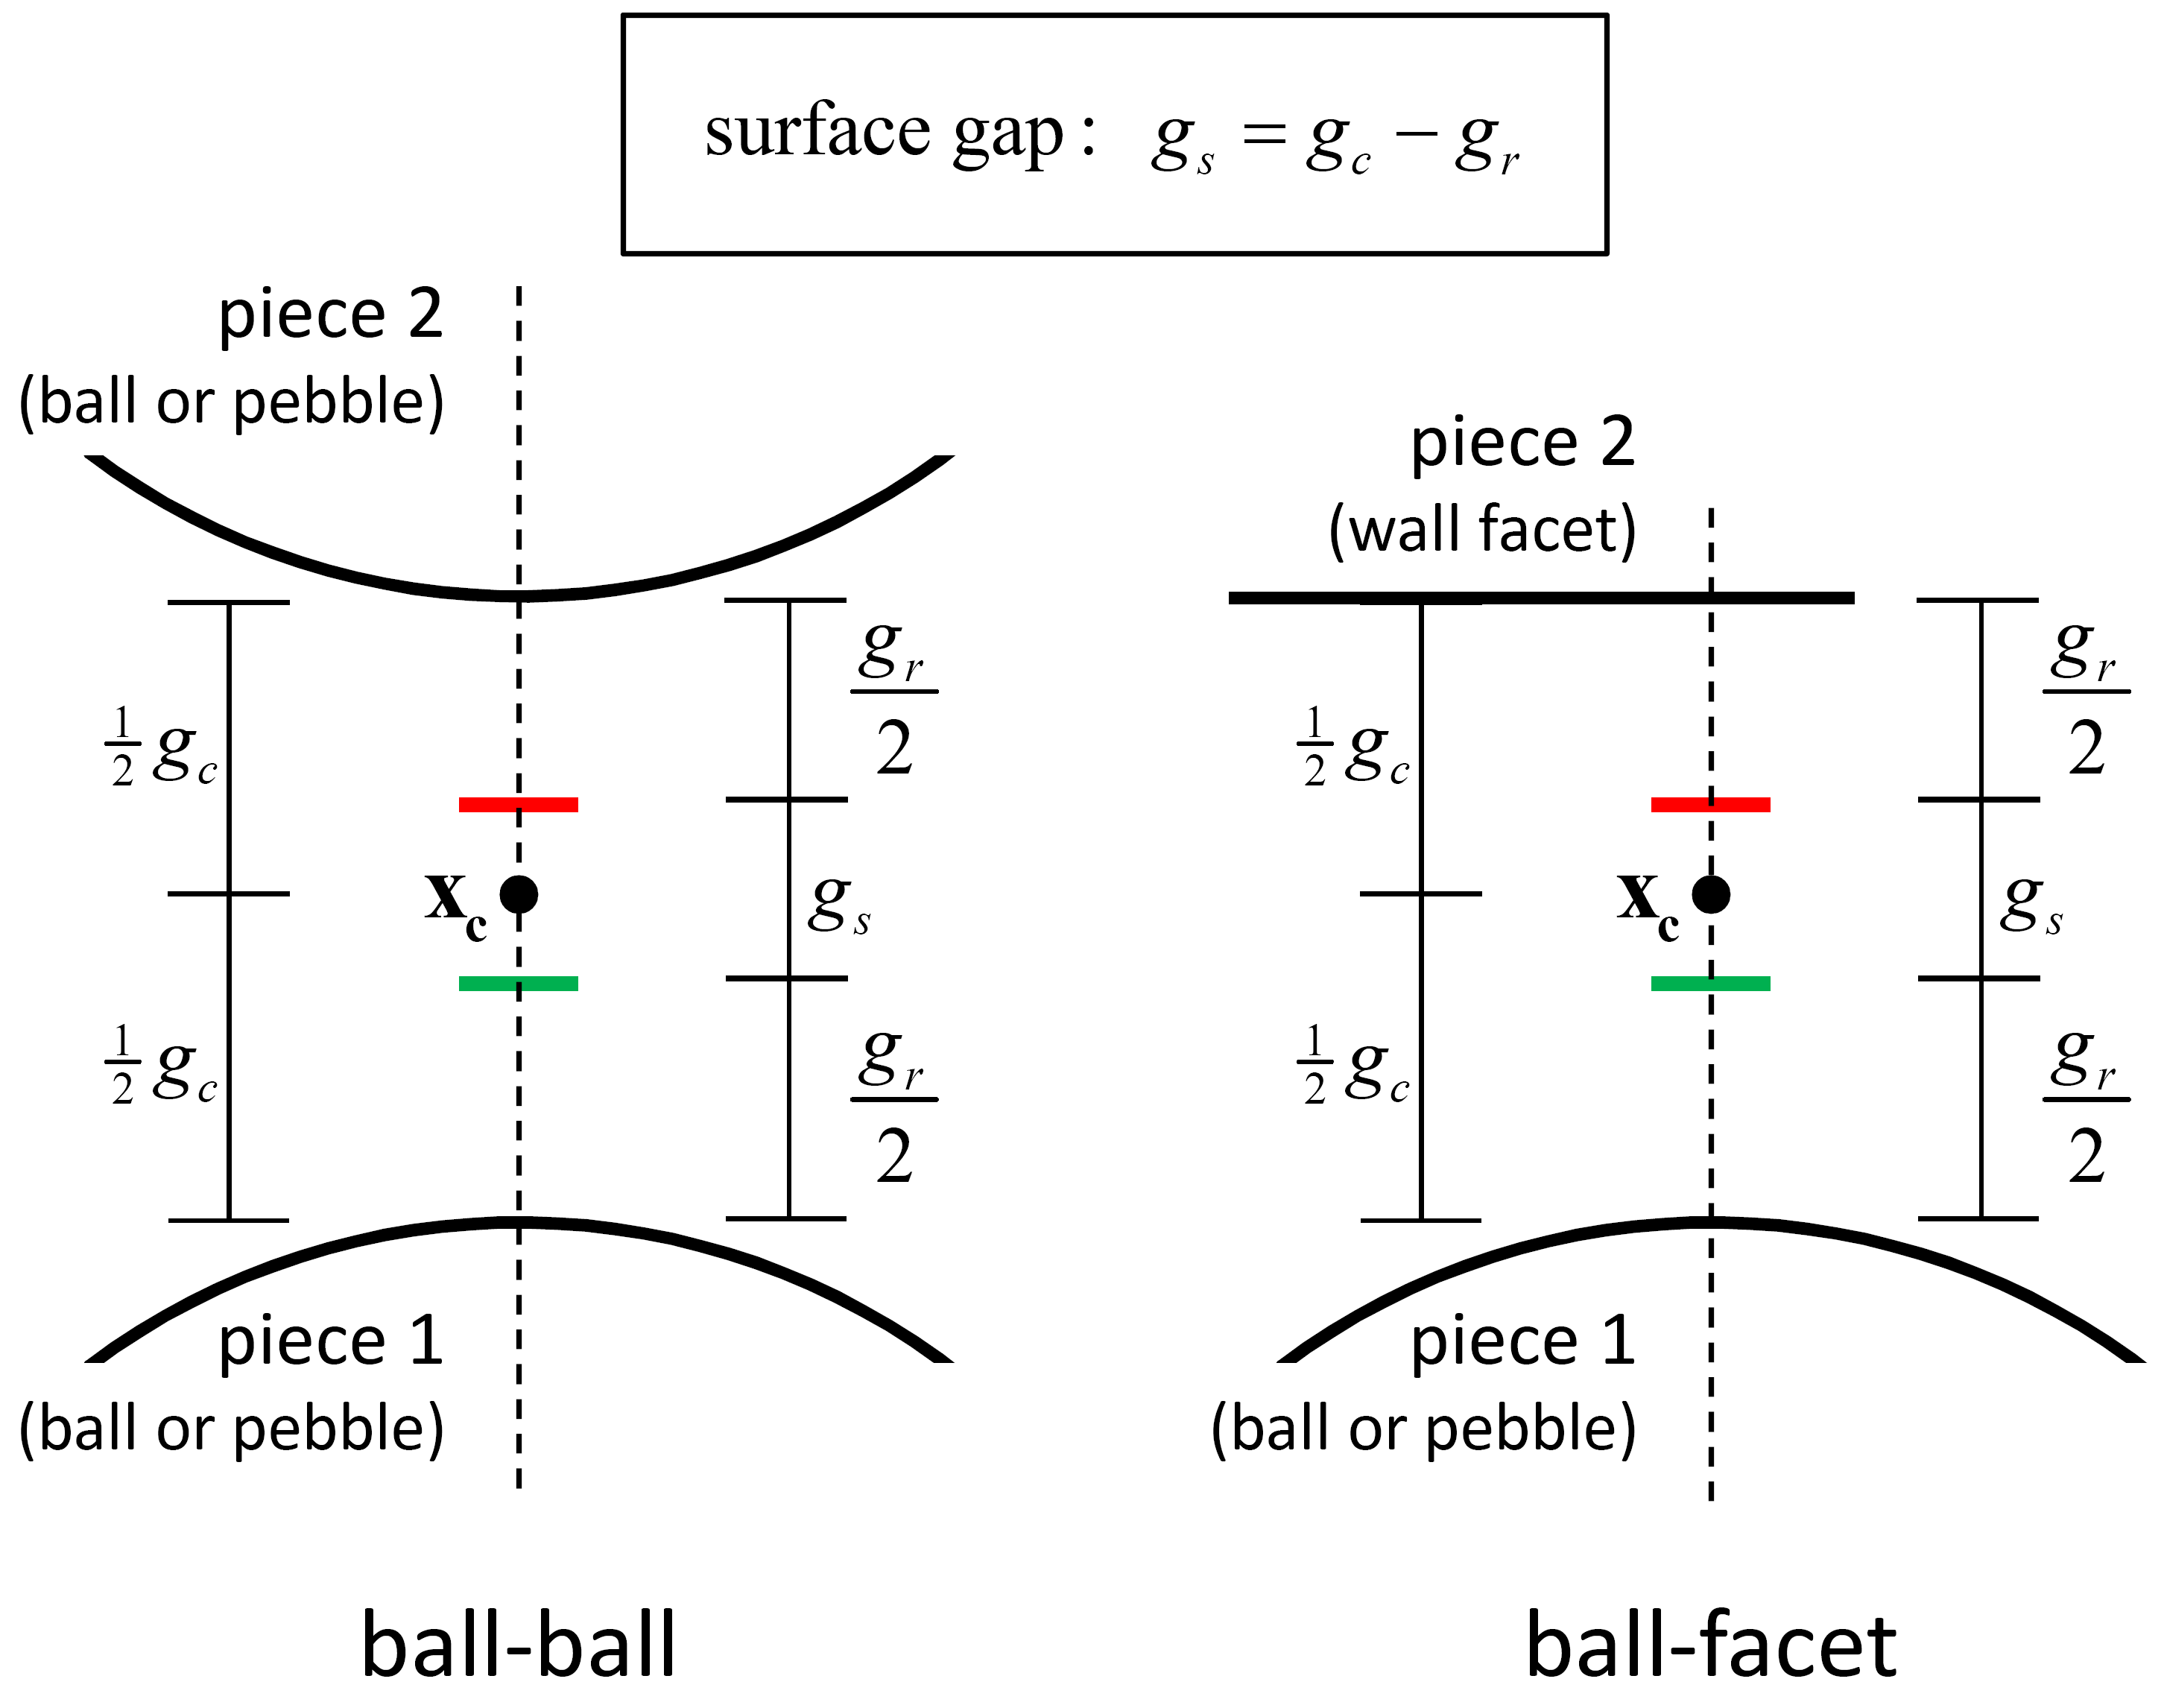 surface gap : g_s = g_c − g_r
piece 2
(ball or pebble)
½ g_c
½ g_c
x_c
g_r/2
g_s
g_r/2
piece 1
(ball or pebble)
ball-ball
piece 2
(wall facet)
½ g_c
½ g_c
x_c
g_r/2
g_s
g_r/2
piece 1
(ball or pebble)
ball-facet